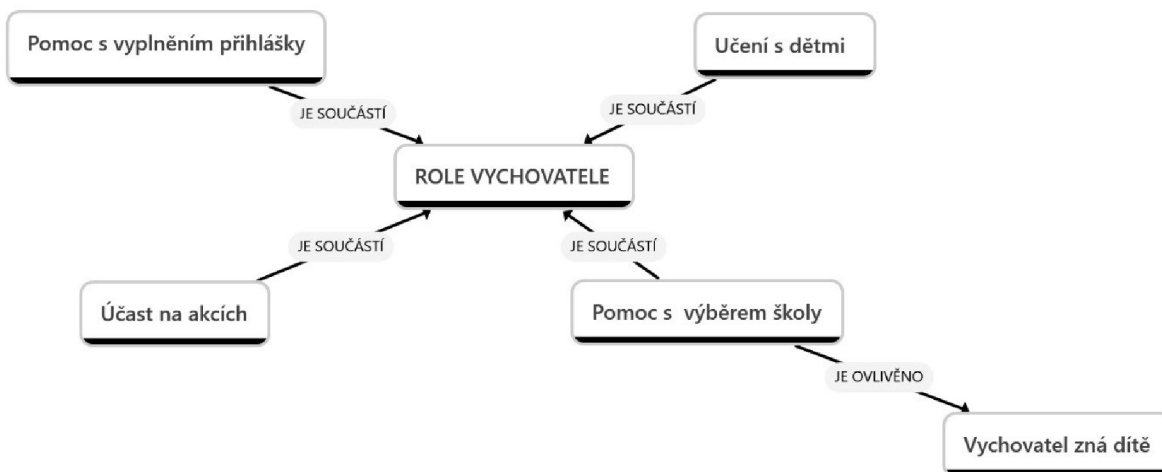 Pomoc s vyplněním přihlášky
Učení s dětmi
JE SOUČÁSTÍ
JE SOUČÁSTÍ
ROLE VYCHOVATELE
JE SOUČÁSTÍ
JE SOUČÁSTÍ
Účast na akcích
Pomoc s výběrem školy
JE OVLIVĚNO
Vychovatel zná dítě